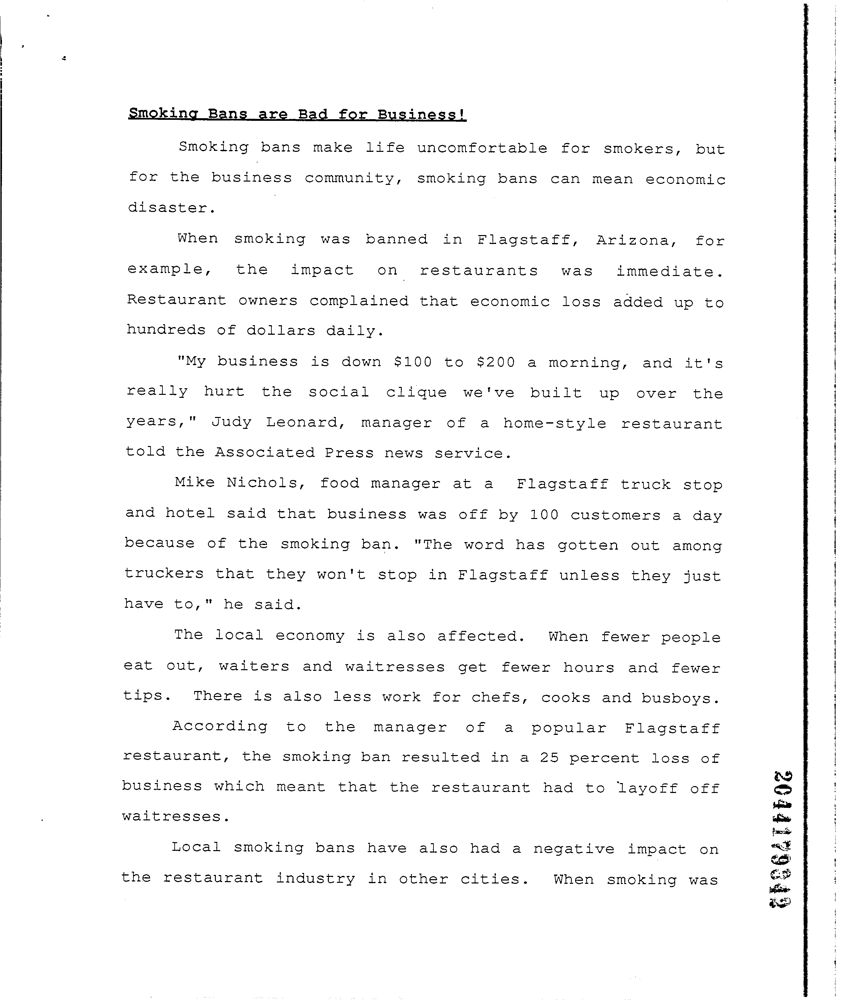 Smoking Bans are Bad for Business!
Smoking bans make life uncomfortable for smokers, but
for the business community, smoking bans can mean economic
disaster.
When smoking was banned in Flagstaff, Arizona, for
example, the impact on restaurants was immediate.
Restaurant owners complained that economic loss added up to
hundreds of dollars daily.
"My business is down $100 to $200 a morning, and it's
really hurt the social clique we've built up over the
years," Judy Leonard, manager of a home-style restaurant
told the Associated Press news service.
Mike Nichols, food manager at a Flagstaff truck stop
and hotel said that business was off by 100 customers a day
because of the smoking ban. "The word has gotten out among
truckers that they won't stop in Flagstaff unless they just
have to," he said.
The local economy is also affected. When fewer people
eat out, waiters and waitresses get fewer hours and fewer
tips. There is also less work for chefs, cooks and busboys.
According to the manager of a popular Flagstaff
restaurant, the smoking ban resulted in a 25 percent loss of
business which meant that the restaurant had to layoff off
waitresses.
Local smoking bans have also had a negative impact on
the restaurant industry in other cities. When smoking was